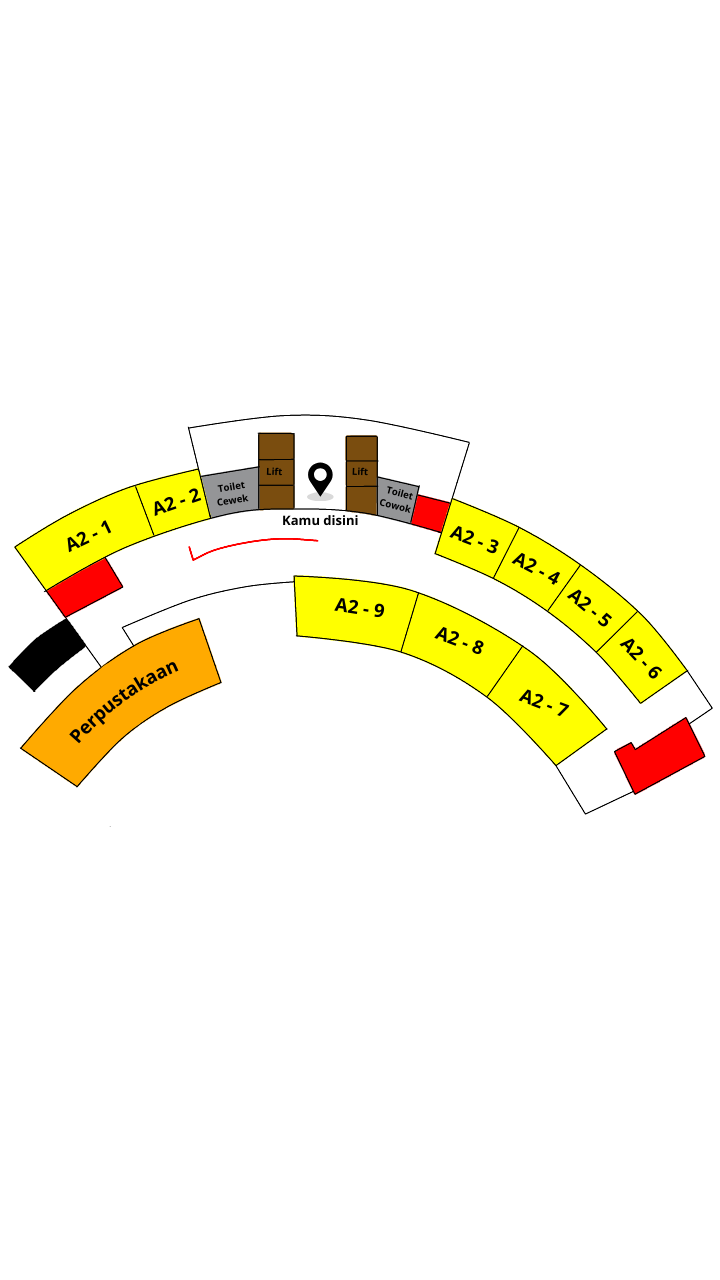 Lift
Lift
Toilet
Cewek
Toilet
Cowok
Kamu disini
A2 - 1
A2 - 2
A2 - 3
A2 - 4
A2 - 5
A2 - 6
A2 - 9
A2 - 8
A2 - 7
Perpustakaan